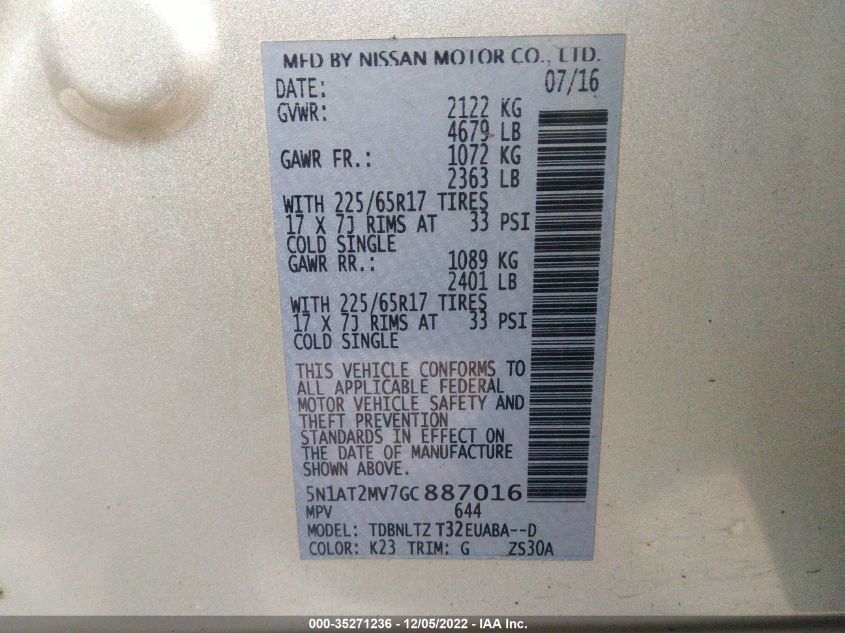 MFD BY NISSAN MOTOR CO., LTD.
DATE: 07/16
GVWR: 2122 KG
4679 LB
GAWR FR.: 1072 KG
2363 LB
WITH 225/65R17 TIRES
17 X 7J RIMS AT 33 PSI
COLD SINGLE
GAWR RR.: 1089 KG
2401 LB
WITH 225/65R17 TIRES
17 X 7J RIMS AT 33 PSI
COLD SINGLE
THIS VEHICLE CONFORMS TO
ALL APPLICABLE FEDERAL
MOTOR VEHICLE SAFETY AND
THEFT PREVENTION
STANDARDS IN EFFECT ON
THE DATE OF MANUFACTURE
SHOWN ABOVE.
5N1AT2MV7GC887016
MPV 644
MODEL: TDBNLTZ T32EUABA--D
COLOR: K23 TRIM: G ZS30A
000-35271236 - 12/05/2022 - IAA Inc.